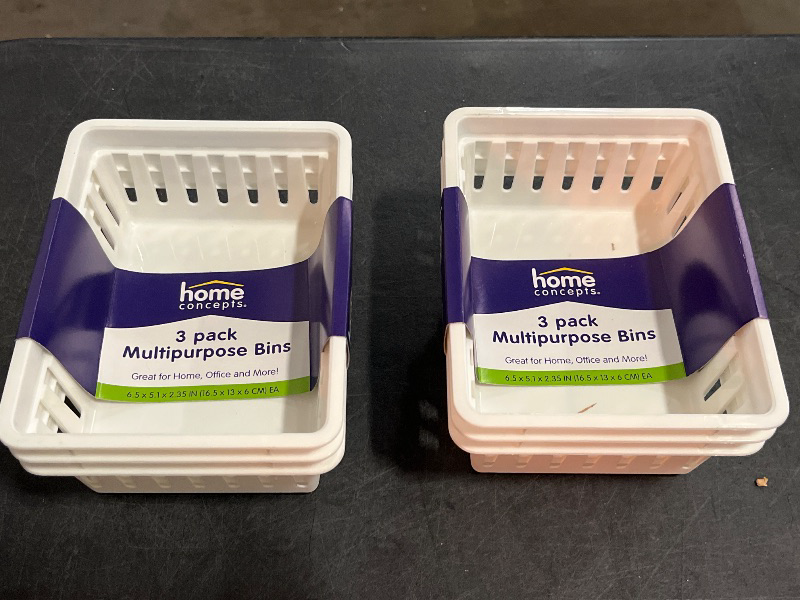 home
concepts.
3 pack
Multipurpose Bins
Great for Home, Office and More!
6.5 x 5.1 x 2.35 IN (16.5 x 13 x 6 CM) EA
home
concepts.
3 pack
Multipurpose Bins
Great for Home, Office and More!
6.5 x 5.1 x 2.35 IN (16.5 x 13 x 6 CM) EA